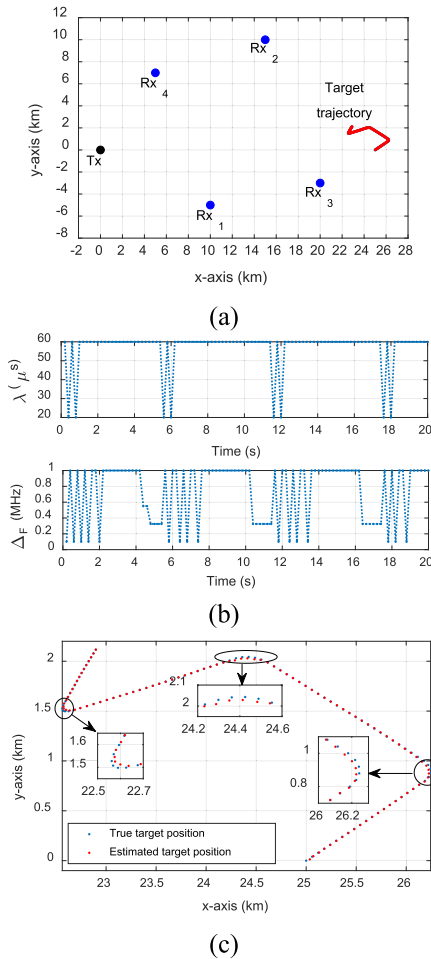 12
10
8
6
4
2
0
-2
-4
-6
-8
y-axis (km)
Rx 2
Rx 4
Target
trajectory
Tx
Rx 3
Rx 1
-2 0 2 4 6 8 10 12 14 16 18 20 22 24 26 28
x-axis (km)
(a)
60
50
40
30
20
λ (μs)
0 2 4 6 8 10 12 14 16 18 20
Time (s)
1
0.8
0.6
0.4
0.2
0
Δ_F (MHz)
0 2 4 6 8 10 12 14 16 18 20
Time (s)
(b)
2
1.5
1
0.5
0
y-axis (km)
2.1
2
24.2 24.4 24.6
1.6
1.5
22.5 22.7
1
0.8
26 26.2
True target position
Estimated target position
23 23.5 24 24.5 25 25.5 26
x-axis (km)
(c)